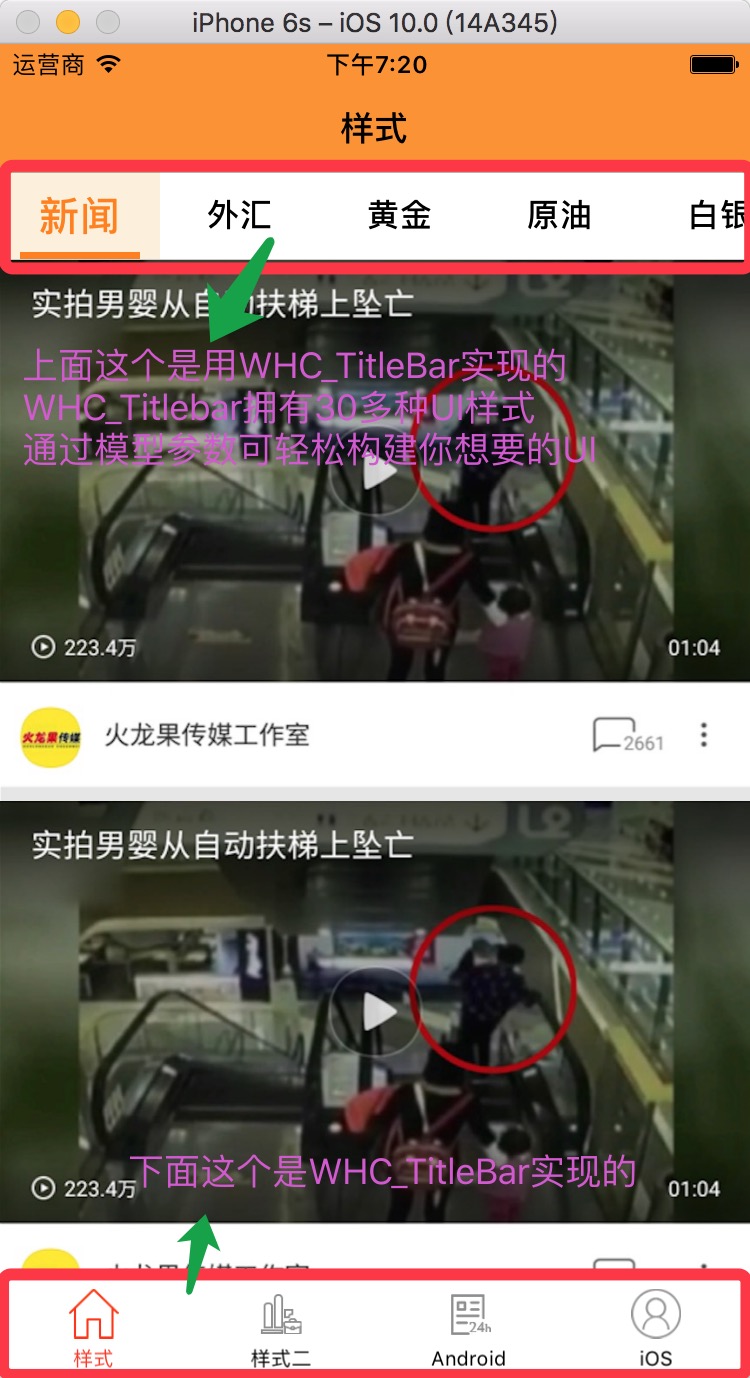 iPhone 6s – iOS 10.0 (14A345)
运营商 下午7:20
样式
新闻 外汇 黄金 原油 白银
实拍男婴从自动扶梯上坠亡
上面这个是用WHC_TitleBar实现的
WHC_Titlebar拥有30多种UI样式
通过模型参数可轻松构建你想要的UI
223.4万 01:04
火龙果传媒 火龙果传媒工作室 2661
实拍男婴从自动扶梯上坠亡
下面这个是WHC_TitleBar实现的
223.4万 01:04
火龙果传媒工作室
24h
样式 样式二 Android iOS